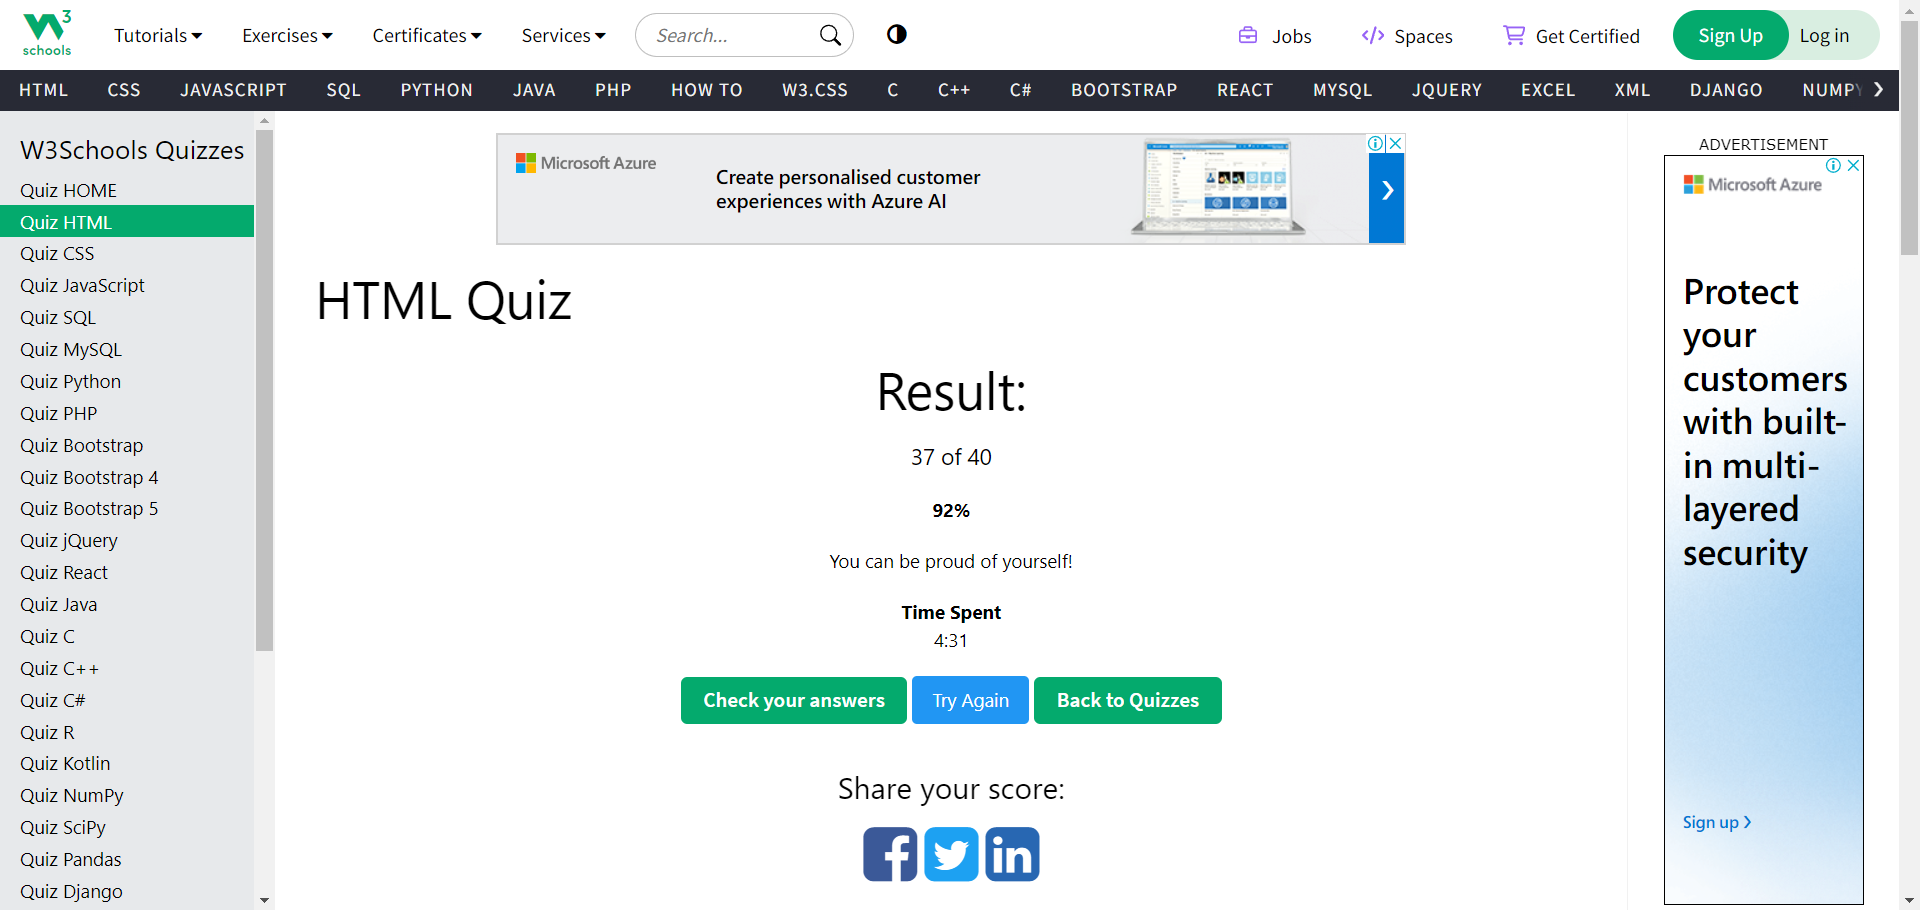 W3
schools
Tutorials
Exercises
Certificates
Services
Search...
Jobs
Spaces
Get Certified
Sign Up
Log in
HTML
CSS
JAVASCRIPT
SQL
PYTHON
JAVA
PHP
HOW TO
W3.CSS
C
C++
C#
BOOTSTRAP
REACT
MYSQL
JQUERY
EXCEL
XML
DJANGO
NUMPY
W3Schools Quizzes
Quiz HOME
Quiz HTML
Quiz CSS
Quiz JavaScript
Quiz SQL
Quiz MySQL
Quiz Python
Quiz PHP
Quiz Bootstrap
Quiz Bootstrap 4
Quiz Bootstrap 5
Quiz jQuery
Quiz React
Quiz Java
Quiz C
Quiz C++
Quiz C#
Quiz R
Quiz Kotlin
Quiz NumPy
Quiz SciPy
Quiz Pandas
Quiz Django
Microsoft Azure
Create personalised customer
experiences with Azure AI
HTML Quiz
Result:
37 of 40
92%
You can be proud of yourself!
Time Spent
4:31
Check your answers
Try Again
Back to Quizzes
Share your score:
ADVERTISEMENT
Microsoft Azure
Protect
your
customers
with built-
in multi-
layered
security
Sign up